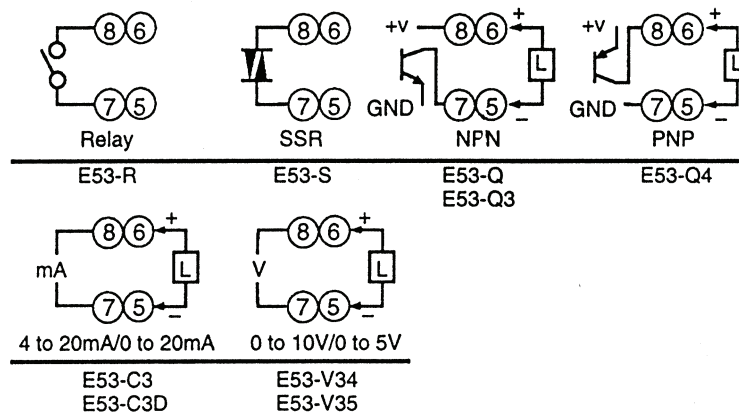 8 6
7 5
Relay
E53-R
8 6
7 5
SSR
E53-S
+v 8 6 +
L
GND 7 5 −
NPN
E53-Q
E53-Q3
+v 8 6 +
L
GND 7 5 −
PNP
E53-Q4
8 6 +
mA L
7 5 −
4 to 20mA/0 to 20mA
E53-C3
E53-C3D
8 6 +
V L
7 5 −
0 to 10V/0 to 5V
E53-V34
E53-V35